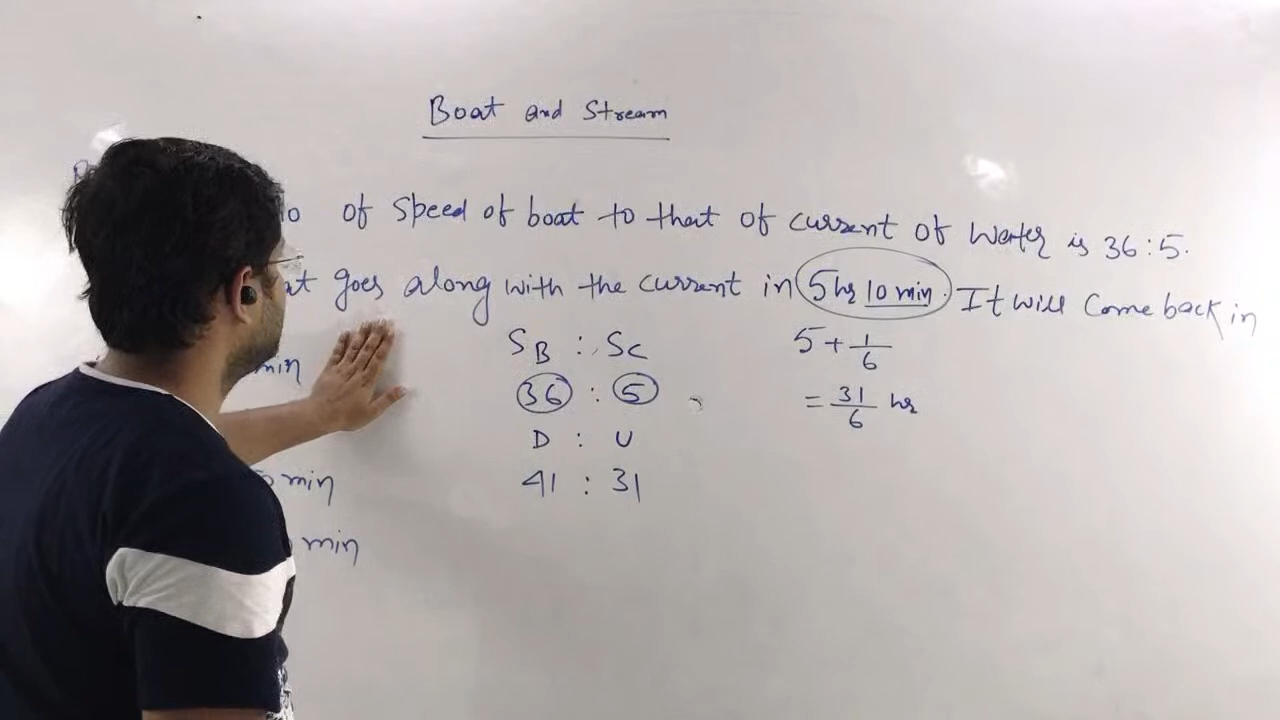 Boat and Stream
of Speed of boat to that of current of water is 36:5.
goes along with the current in 5 hr 10 min. It will Come back in
min
SB : Sc
5 + 1/6
36 : 5
= 31/6 hr
D : U
41 : 31
min
min